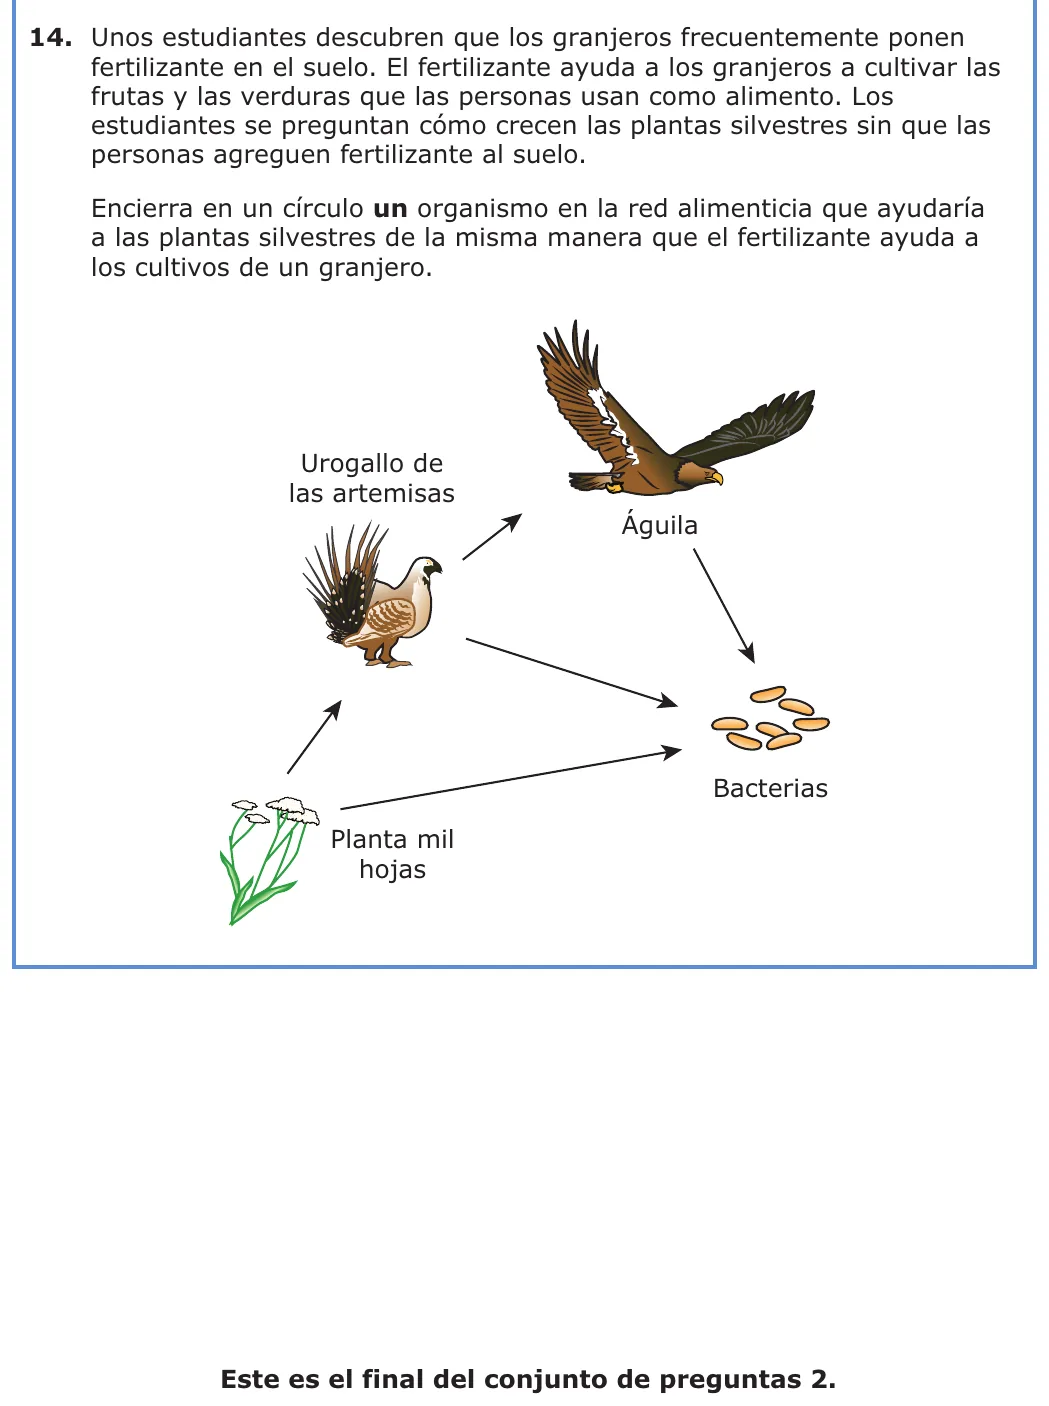 14. Unos estudiantes descubren que los granjeros frecuentemente ponen
fertilizante en el suelo. El fertilizante ayuda a los granjeros a cultivar las
frutas y las verduras que las personas usan como alimento. Los
estudiantes se preguntan cómo crecen las plantas silvestres sin que las
personas agreguen fertilizante al suelo.
Encierra en un círculo un organismo en la red alimenticia que ayudaría
a las plantas silvestres de la misma manera que el fertilizante ayuda a
los cultivos de un granjero.
Urogallo de
las artemisas
Águila
Bacterias
Planta mil
hojas
Este es el final del conjunto de preguntas 2.